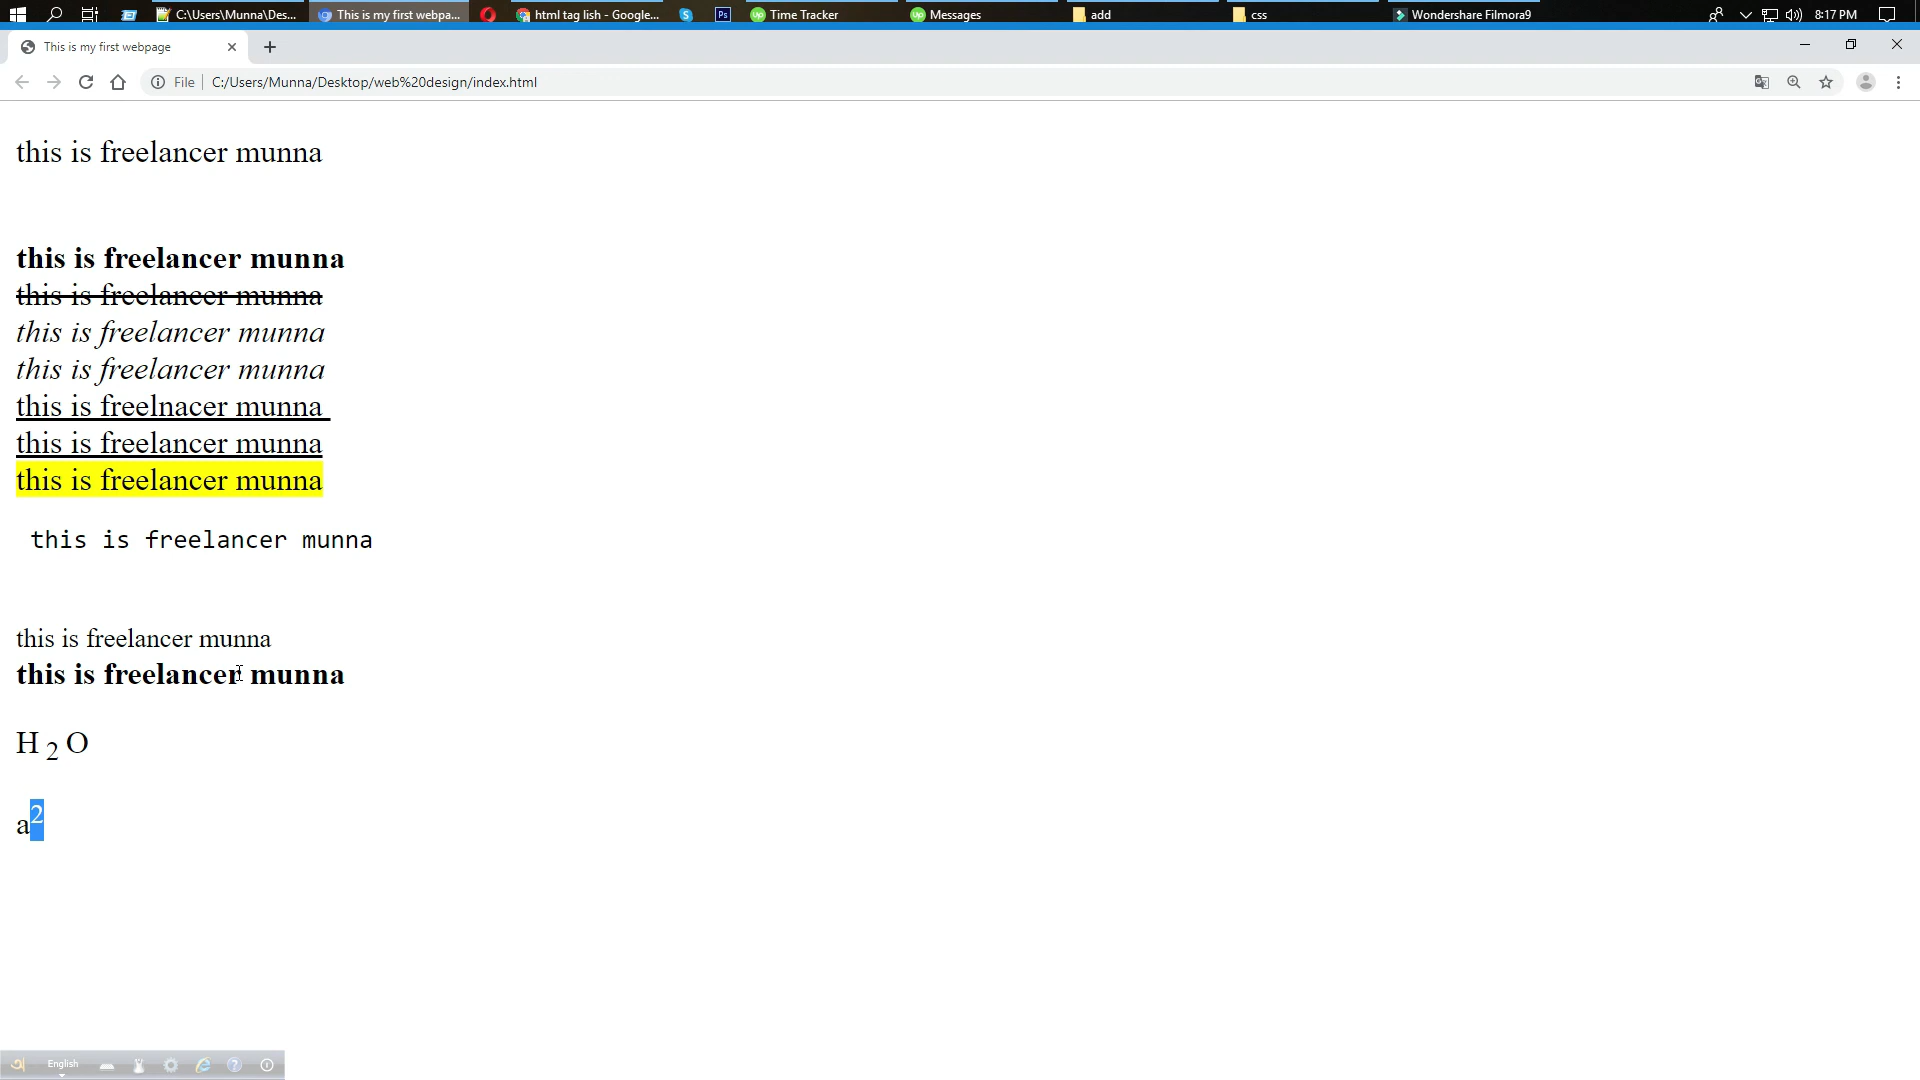 C:\Users\Munna\Des...
This is my first webpa...
html tag lish - Google...
Time Tracker
Messages
add
css
Wondershare Filmora9
8:17 PM
This is my first webpage
File
C:/Users/Munna/Desktop/web%20design/index.html
this is freelancer munna
this is freelancer munna
this is freelancer munna
this is freelancer munna
this is freelancer munna
this is freelnacer munna
this is freelancer munna
this is freelancer munna
this is freelancer munna
this is freelancer munna
this is freelancer munna
H 2 O
a2
অ English